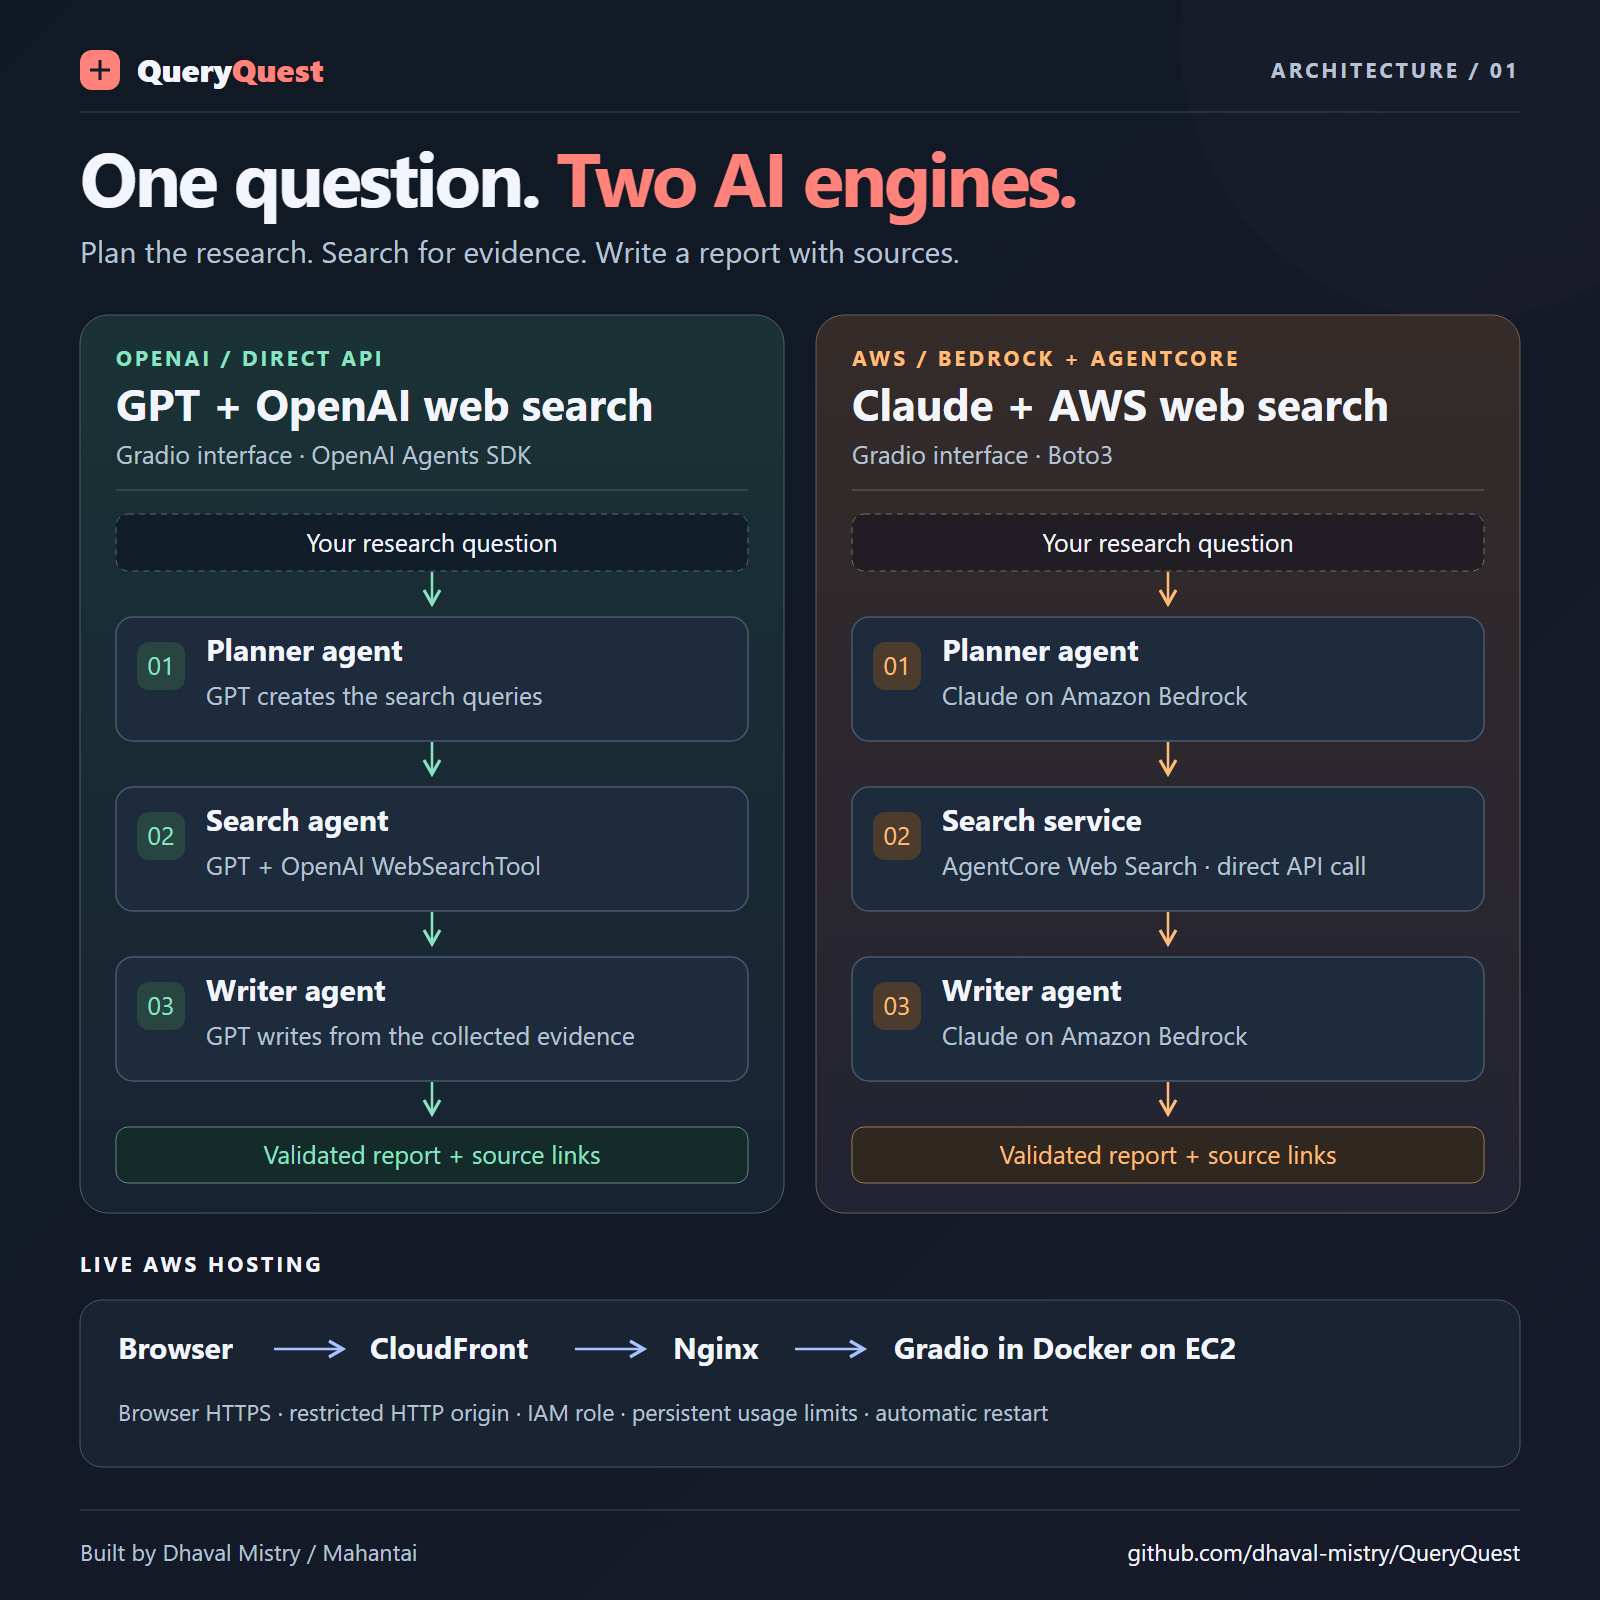 QueryQuest
ARCHITECTURE / 01
One question. Two AI engines.
Plan the research. Search for evidence. Write a report with sources.
OPENAI / DIRECT API
GPT + OpenAI web search
Gradio interface · OpenAI Agents SDK
Your research question
01
Planner agent
GPT creates the search queries
02
Search agent
GPT + OpenAI WebSearchTool
03
Writer agent
GPT writes from the collected evidence
Validated report + source links
AWS / BEDROCK + AGENTCORE
Claude + AWS web search
Gradio interface · Boto3
Your research question
01
Planner agent
Claude on Amazon Bedrock
02
Search service
AgentCore Web Search · direct API call
03
Writer agent
Claude on Amazon Bedrock
Validated report + source links
LIVE AWS HOSTING
Browser
CloudFront
Nginx
Gradio in Docker on EC2
Browser HTTPS · restricted HTTP origin · IAM role · persistent usage limits · automatic restart
Built by Dhaval Mistry / Mahantai
github.com/dhaval-mistry/QueryQuest